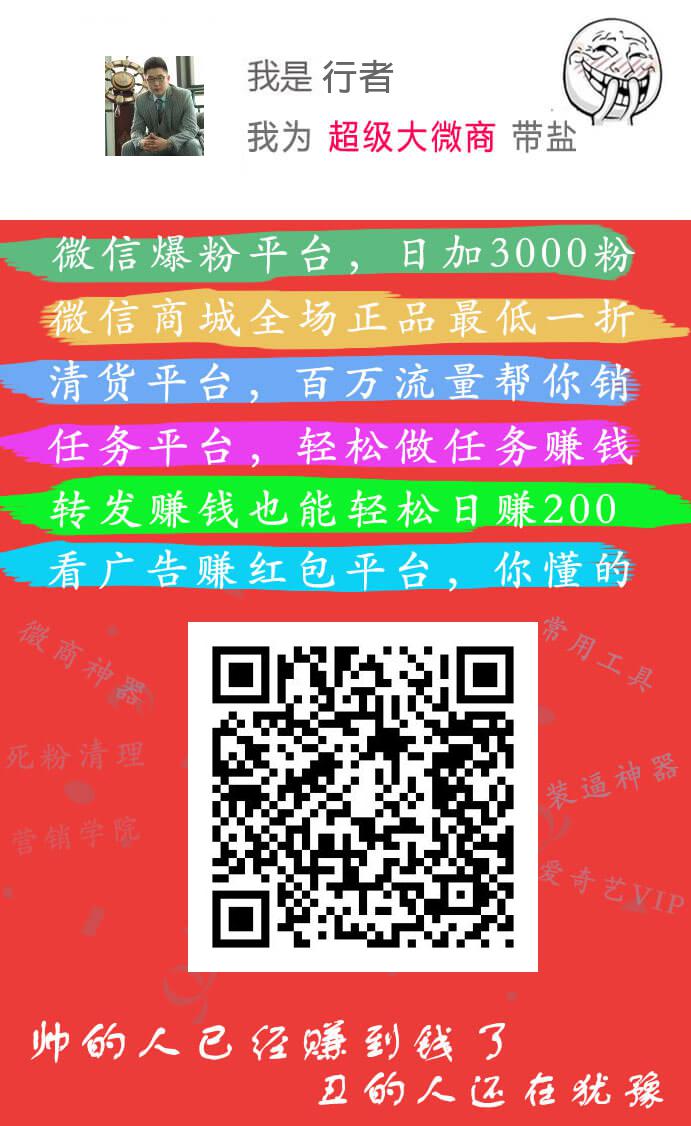 我是 行者
我为 超级大微商 带盐
微信爆粉平台，日加3000粉
微信商城全场正品最低一折
清货平台，百万流量帮你销
任务平台，轻松做任务赚钱
转发赚钱也能轻松日赚200
看广告赚红包平台，你懂的
微商神器
常用工具
死粉清理
装逼神器
营销学院
爱奇艺VIP
帅的人已经赚到钱了
丑的人还在犹豫